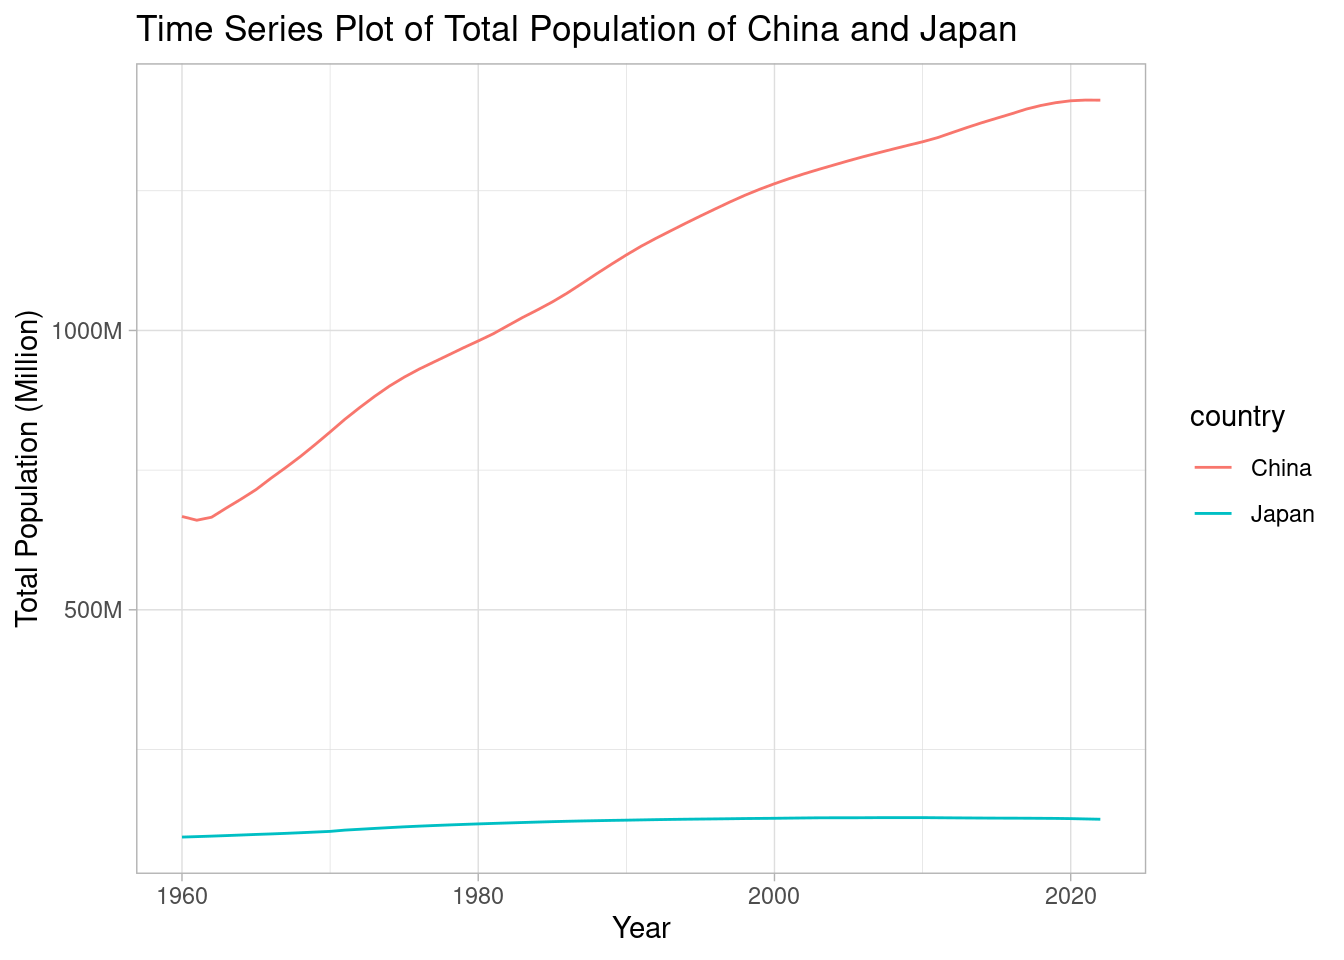 Time Series Plot of Total Population of China and Japan
Total Population (Million)
1000M
500M
1960
1980
2000
2020
Year
country
China
Japan